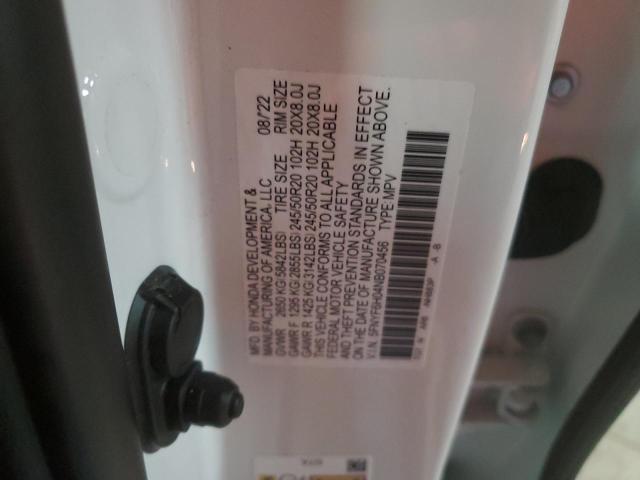 MFD. BY HONDA DEVELOPMENT &
MANUFACTURING OF AMERICA, LLC 08/22
GVWR 2650 KG(5842LBS) TIRE SIZE RIM SIZE
GAWR F 1295 KG(2855LBS) 245/50R20 102H 20X8.0J
GAWR R 1425 KG(3142LBS) 245/50R20 102H 20X8.0J
THIS VEHICLE CONFORMS TO ALL APPLICABLE
FEDERAL MOTOR VEHICLE SAFETY
AND THEFT PREVENTION STANDARDS IN EFFECT
ON THE DATE OF MANUFACTURE SHOWN ABOVE.
V.I.N. 5FNYF8H04NB070456 TYPE: MPV
-A -B